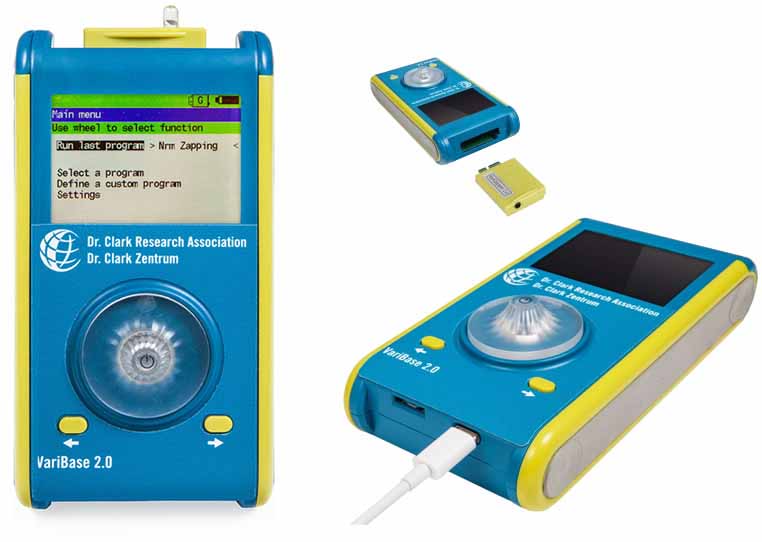 G
Main menu
Use wheel to select function
Run last program > Nrm Zapping <
Select a program
Define a custom program
Settings
Dr. Clark Research Association
Dr. Clark Zentrum
VariBase 2.0
Dr. Clark Research Association
Dr. Clark Zentrum
VariBase 2.0